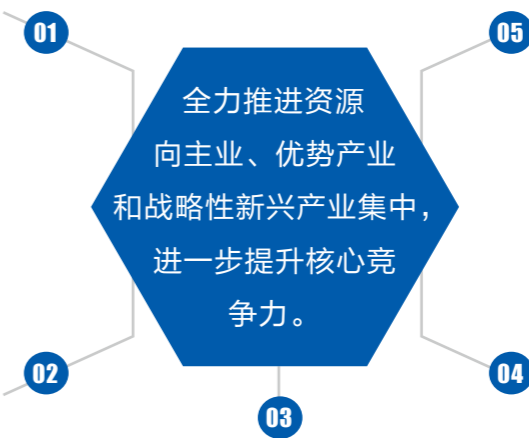 01
05
全力推进资源
向主业、优势产业
和战略性新兴产业集中，
进一步提升核心竞
争力。
02
04
03